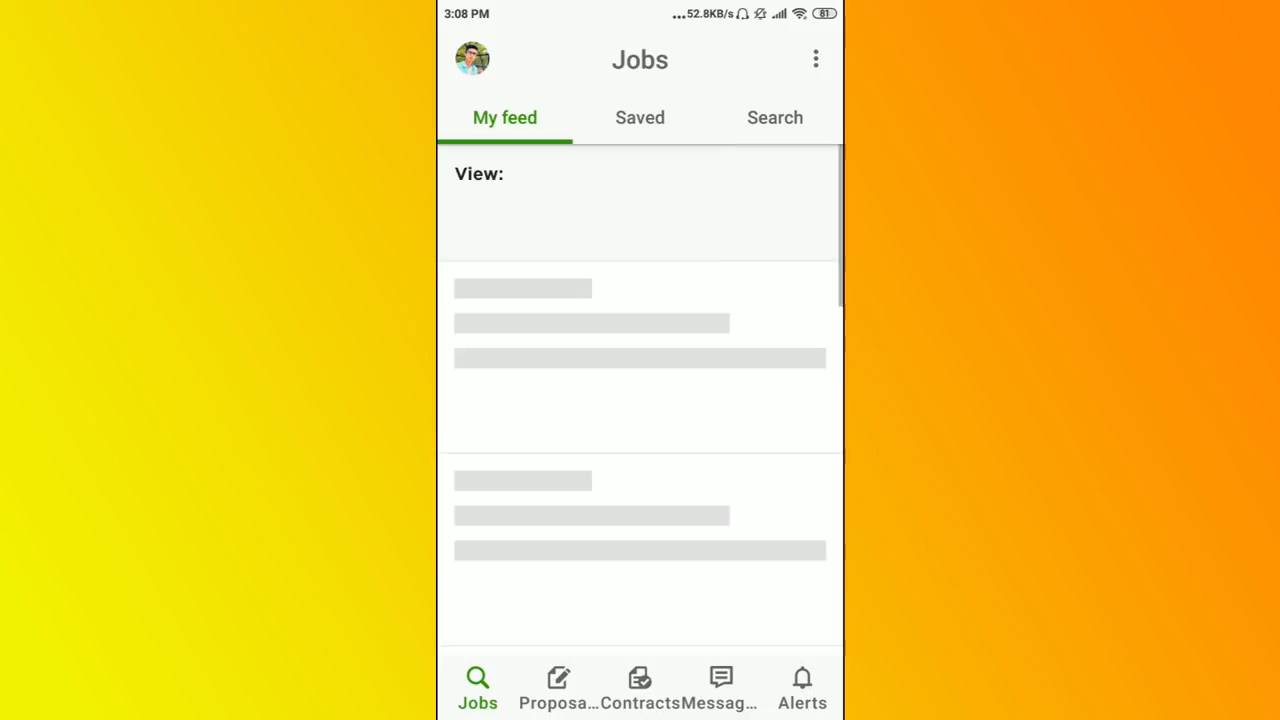 3:08 PM ...52.8KB/s 81
Jobs
My feed Saved Search
View:
Jobs Proposa... Contracts Messag... Alerts